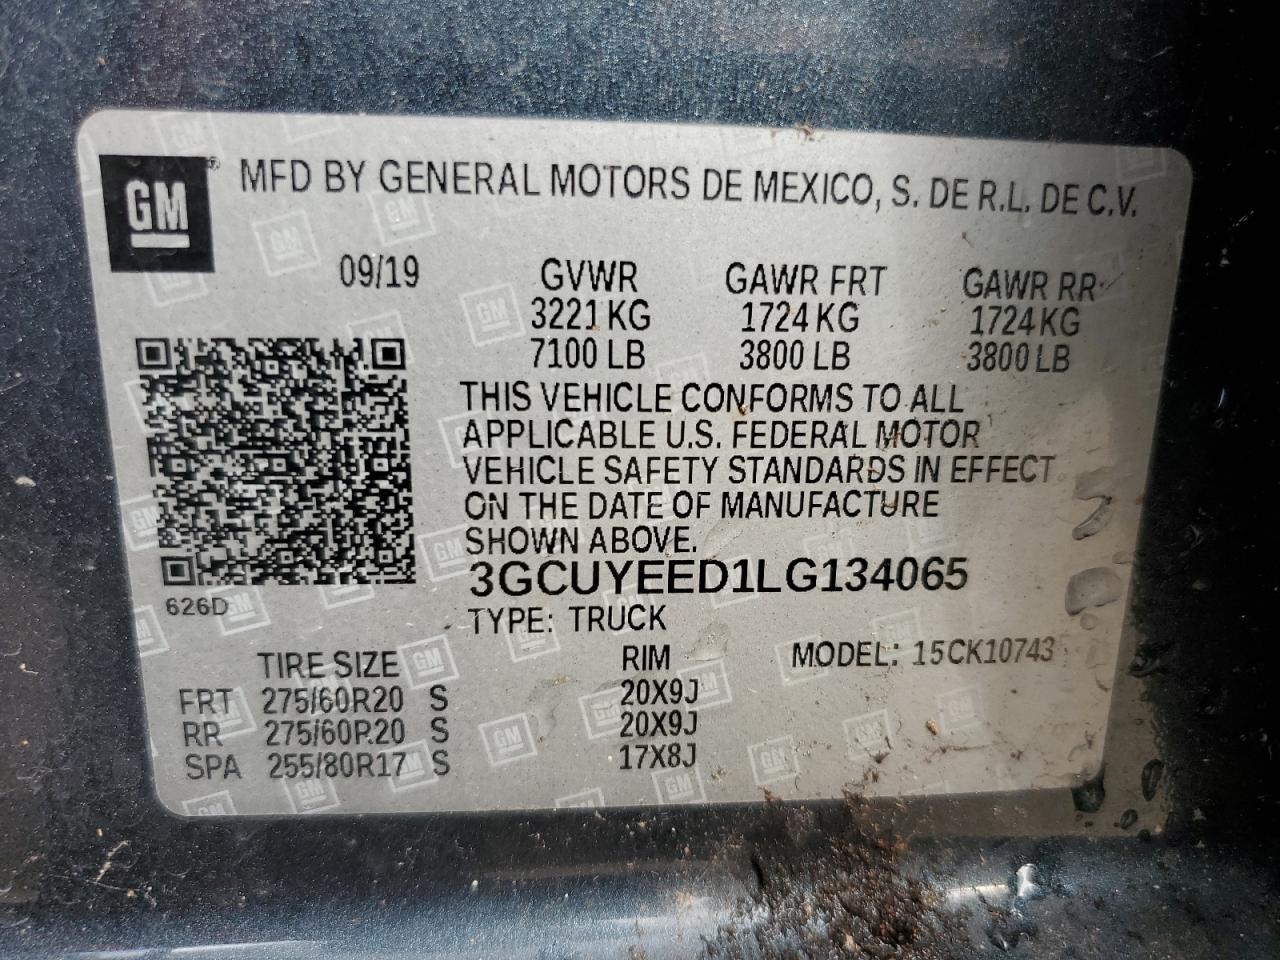 GM ® MFD BY GENERAL MOTORS DE MEXICO, S. DE R.L. DE C.V.
09/19 GVWR GAWR FRT GAWR RR
3221 KG 1724 KG 1724 KG
7100 LB 3800 LB 3800 LB
THIS VEHICLE CONFORMS TO ALL
APPLICABLE U.S. FEDERAL MOTOR
VEHICLE SAFETY STANDARDS IN EFFECT
ON THE DATE OF MANUFACTURE
SHOWN ABOVE.
3GCUYEED1LG134065
626D
TYPE: TRUCK
TIRE SIZE RIM MODEL: 15CK10743
FRT 275/60R20 S 20X9J
RR 275/60R20 S 20X9J
SPA 255/80R17 S 17X8J